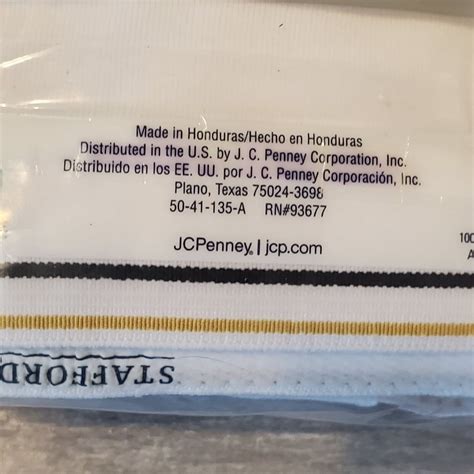 Made in Honduras/Hecho en Honduras
Distributed in the U.S. by J. C. Penney Corporation, Inc.
Distribuido en los EE. UU. por J. C. Penney Corporación, Inc.
Plano, Texas 75024-3698
50-41-135-A RN#93677
JCPenney. | jcp.com
100
A
STAFFORD